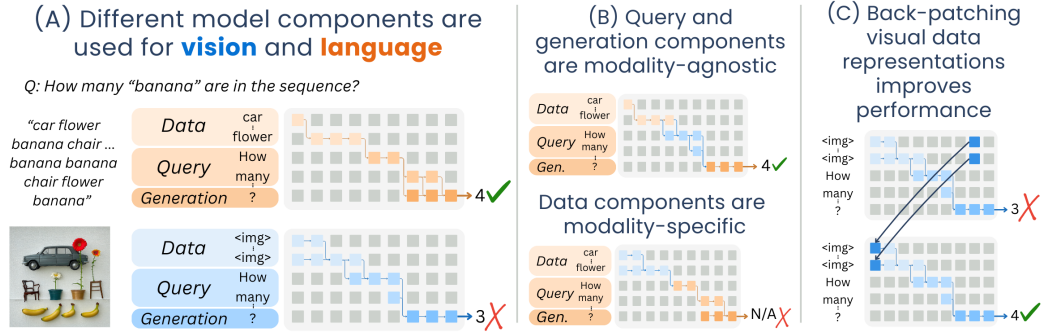 (A) Different model components are
used for vision and language
Q: How many “banana” are in the sequence?
“car flower
banana chair ...
banana banana
chair flower
banana”
Data
car
flower
Query
How
many
Generation
?
4
Data
<img>
<img>
Query
How
many
Generation
?
3
(B) Query and
generation components
are modality-agnostic
Data
car
flower
Query
How
many
Gen.
?
4
Data components are
modality-specific
Data
car
flower
Query
How
many
Gen.
?
N/A
(C) Back-patching
visual data
representations
improves
performance
<img>
<img>
How
many
?
3
<img>
<img>
How
many
?
4